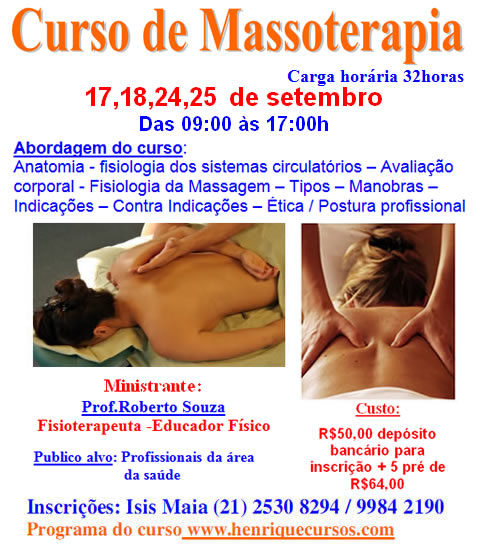 Curso de Massoterapia
Carga horária 32horas
17,18,24,25 de setembro
Das 09:00 às 17:00h
Abordagem do curso:
Anatomia - fisiologia dos sistemas circulatórios – Avaliação
corporal - Fisiologia da Massagem – Tipos – Manobras –
Indicações – Contra Indicações – Ética / Postura profissional
Ministrante:
Prof.Roberto Souza
Fisioterapeuta -Educador Físico
Publico alvo: Profissionais da área
da saúde
Custo:
R$50,00 depósito
bancário para
inscrição + 5 pré de
R$64,00
Inscrições: Isis Maia (21) 2530 8294 / 9984 2190
Programa do curso www.henriquecursos.com